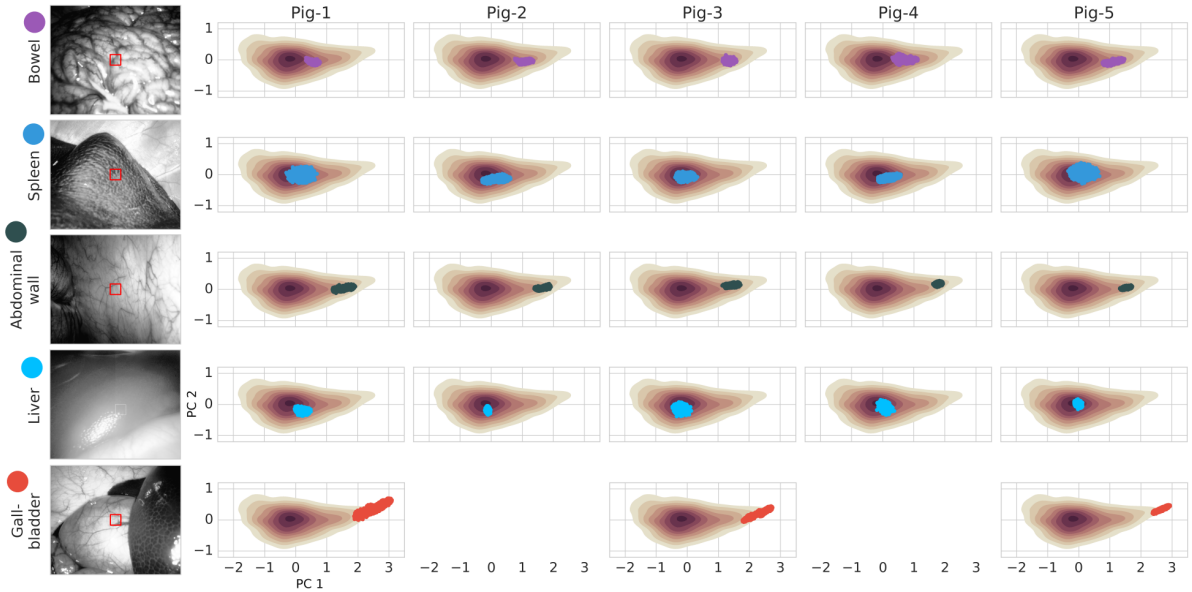 Pig-1 Pig-2 Pig-3 Pig-4 Pig-5
Bowel
1
0
−1
Spleen
1
0
−1
Abdominal
wall
1
0
−1
Liver
PC 2
1
0
−1
Gall-
bladder
1
0
−1
−2 −1 0 1 2 3 −2 −1 0 1 2 3 −2 −1 0 1 2 3 −2 −1 0 1 2 3 −2 −1 0 1 2 3
PC 1